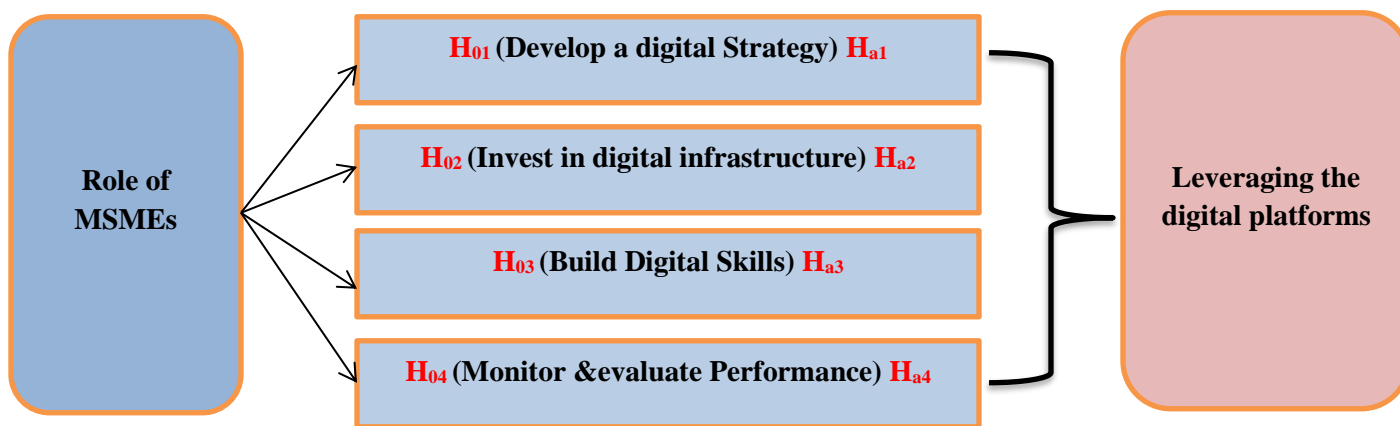 Role of
MSMEs
H01 (Develop a digital Strategy) Ha1
H02 (Invest in digital infrastructure) Ha2
H03 (Build Digital Skills) Ha3
H04 (Monitor &evaluate Performance) Ha4
Leveraging the
digital platforms